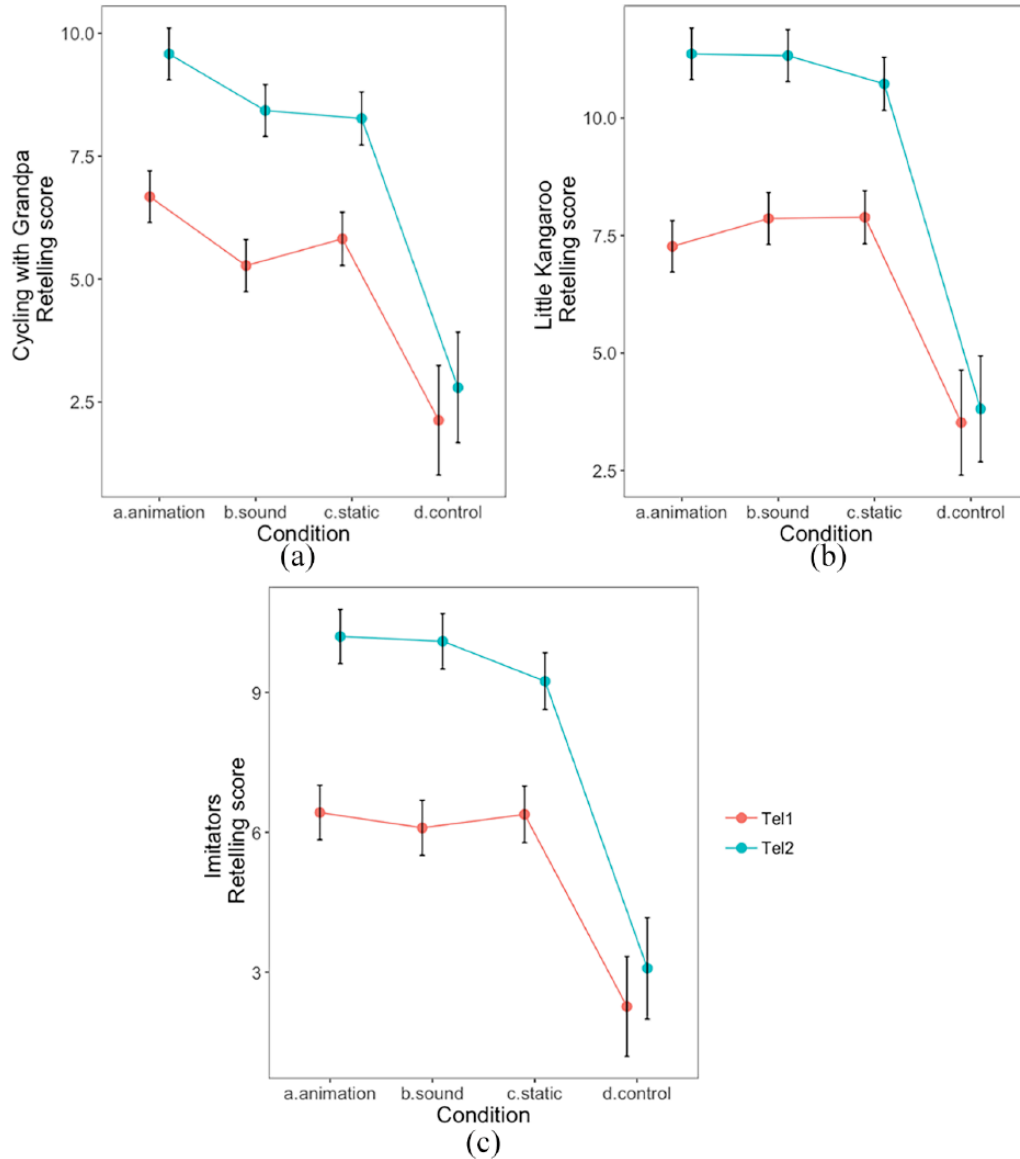 10.0
7.5
5.0
2.5
Cycling with Grandpa
Retelling score
a.animation b.sound c.static d.control
Condition
(a)
10.0
7.5
5.0
2.5
Little Kangaroo
Retelling score
a.animation b.sound c.static d.control
Condition
(b)
9
6
3
Imitators
Retelling score
a.animation b.sound c.static d.control
Condition
(c)
Tel1
Tel2